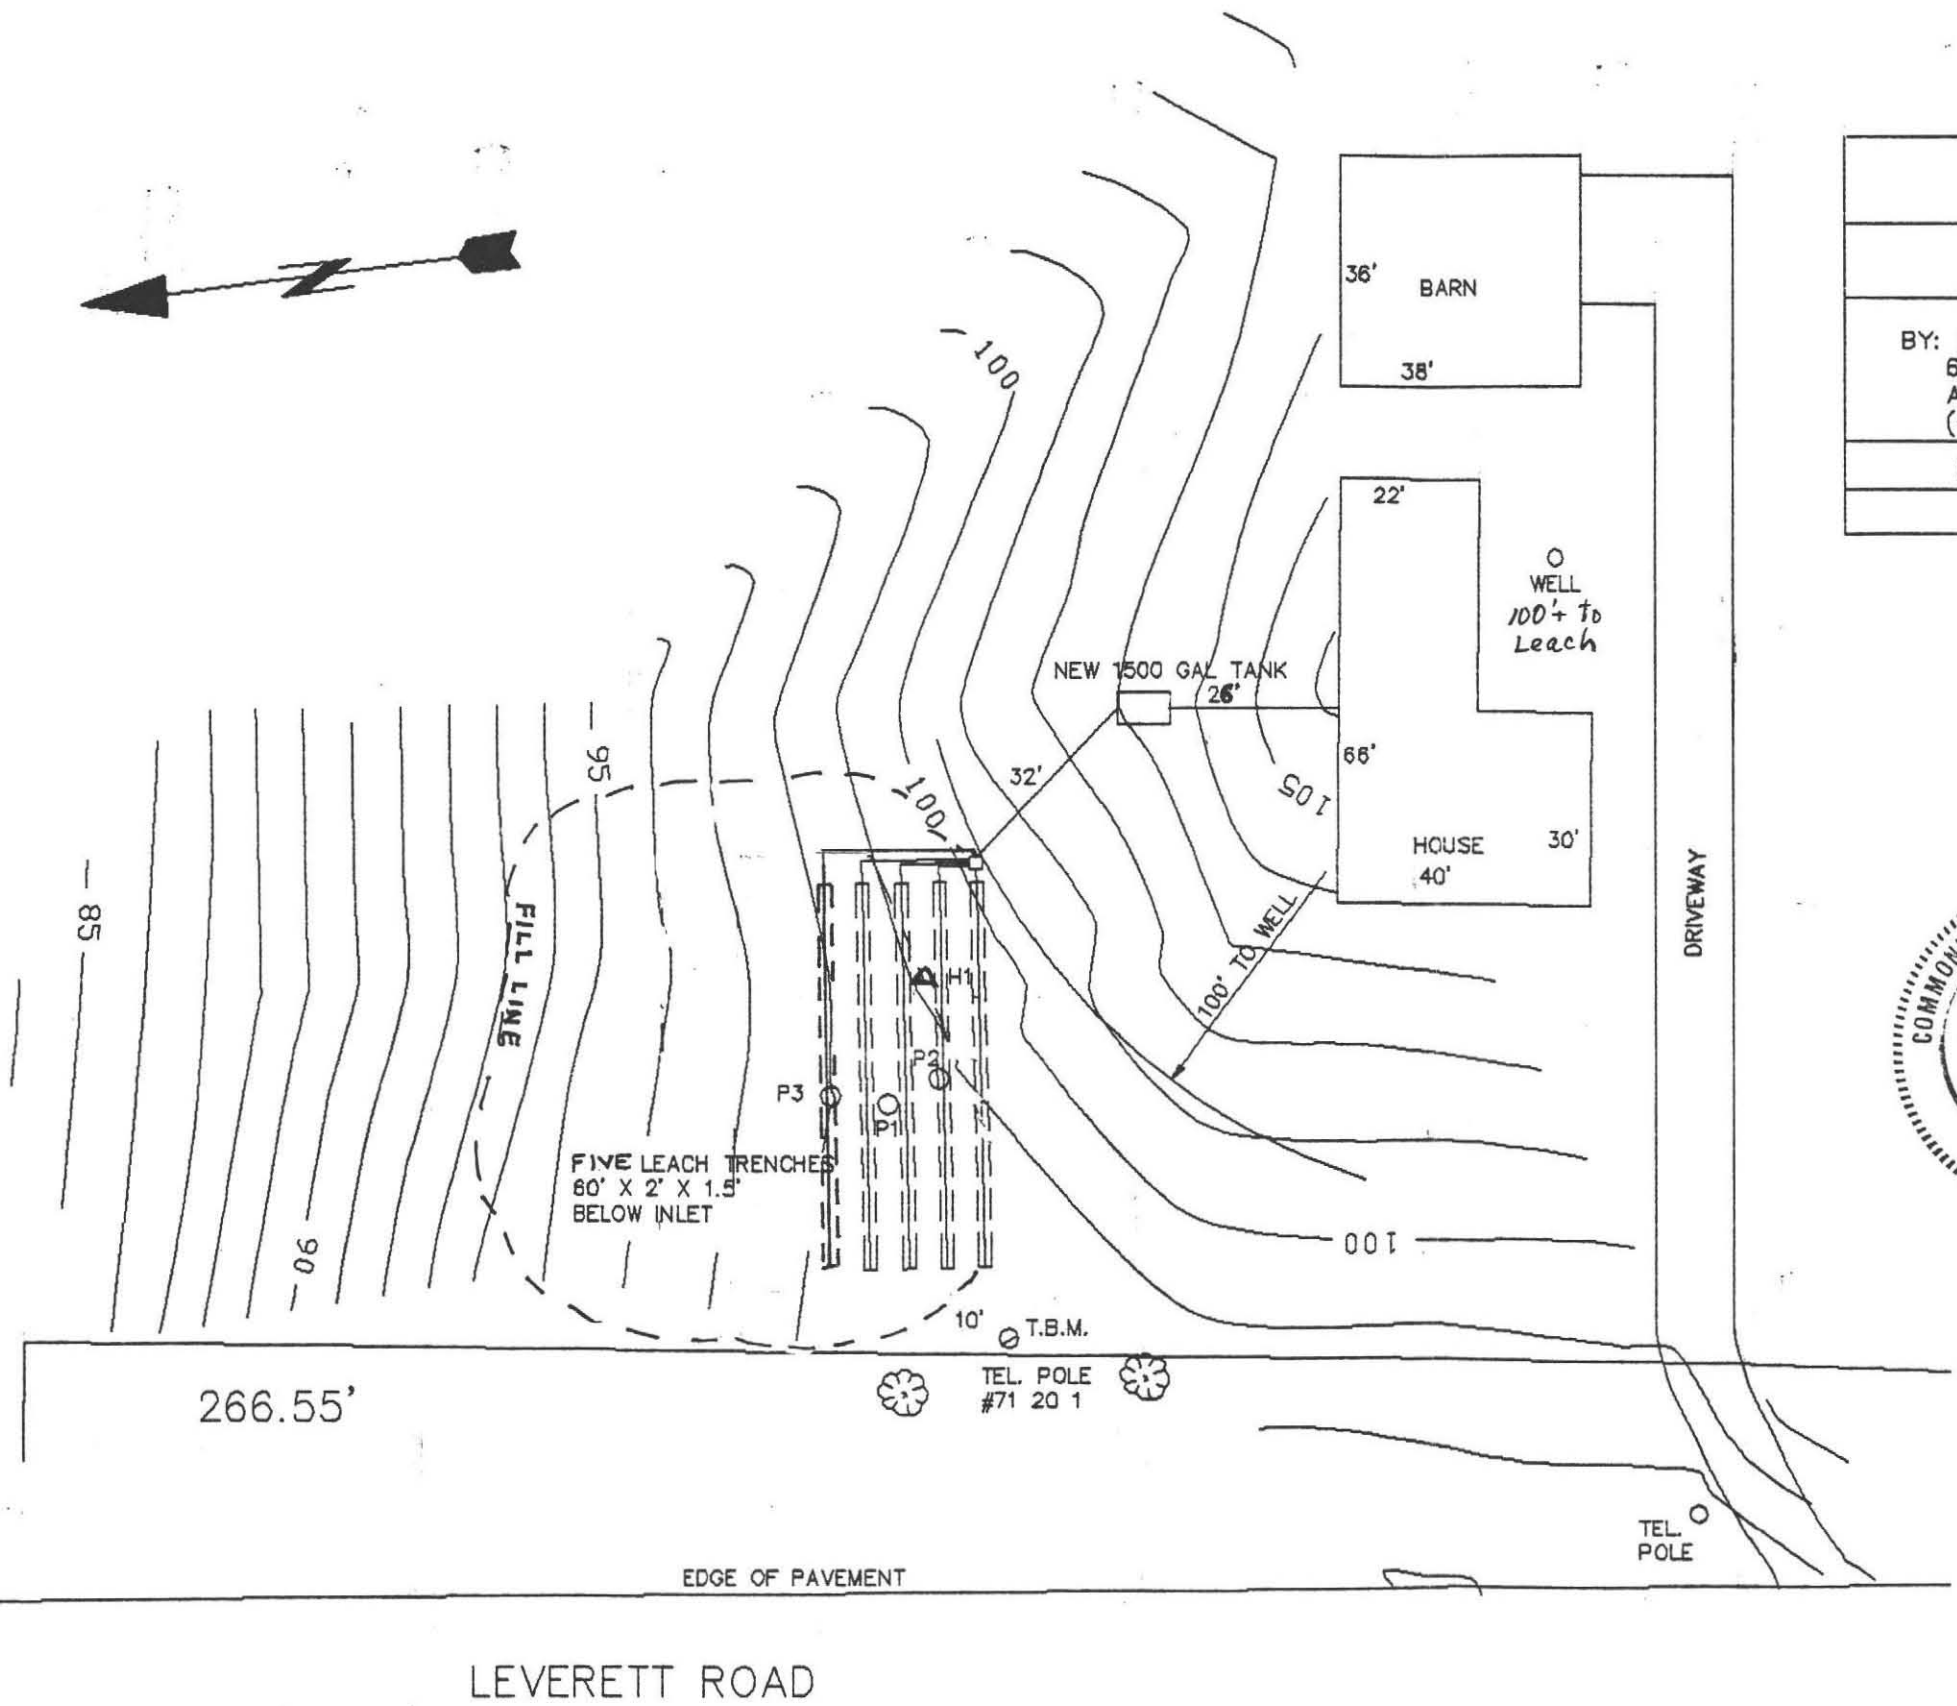 100
36'
BARN
38'
BY:
6
A
(
22'
WELL
100'+ to
Leach
NEW 1500 GAL TANK
26'
66'
95
32'
105
100
HOUSE
40'
30'
DRIVEWAY
85
FILL LINE
100' TO WELL
COMMON
H1
P2
P3
P1
FIVE LEACH TRENCHES
60' X 2' X 1.5'
BELOW INLET
90
100
10'
T.B.M.
TEL. POLE
#71 20 1
266.55'
TEL.
POLE
EDGE OF PAVEMENT
LEVERETT ROAD